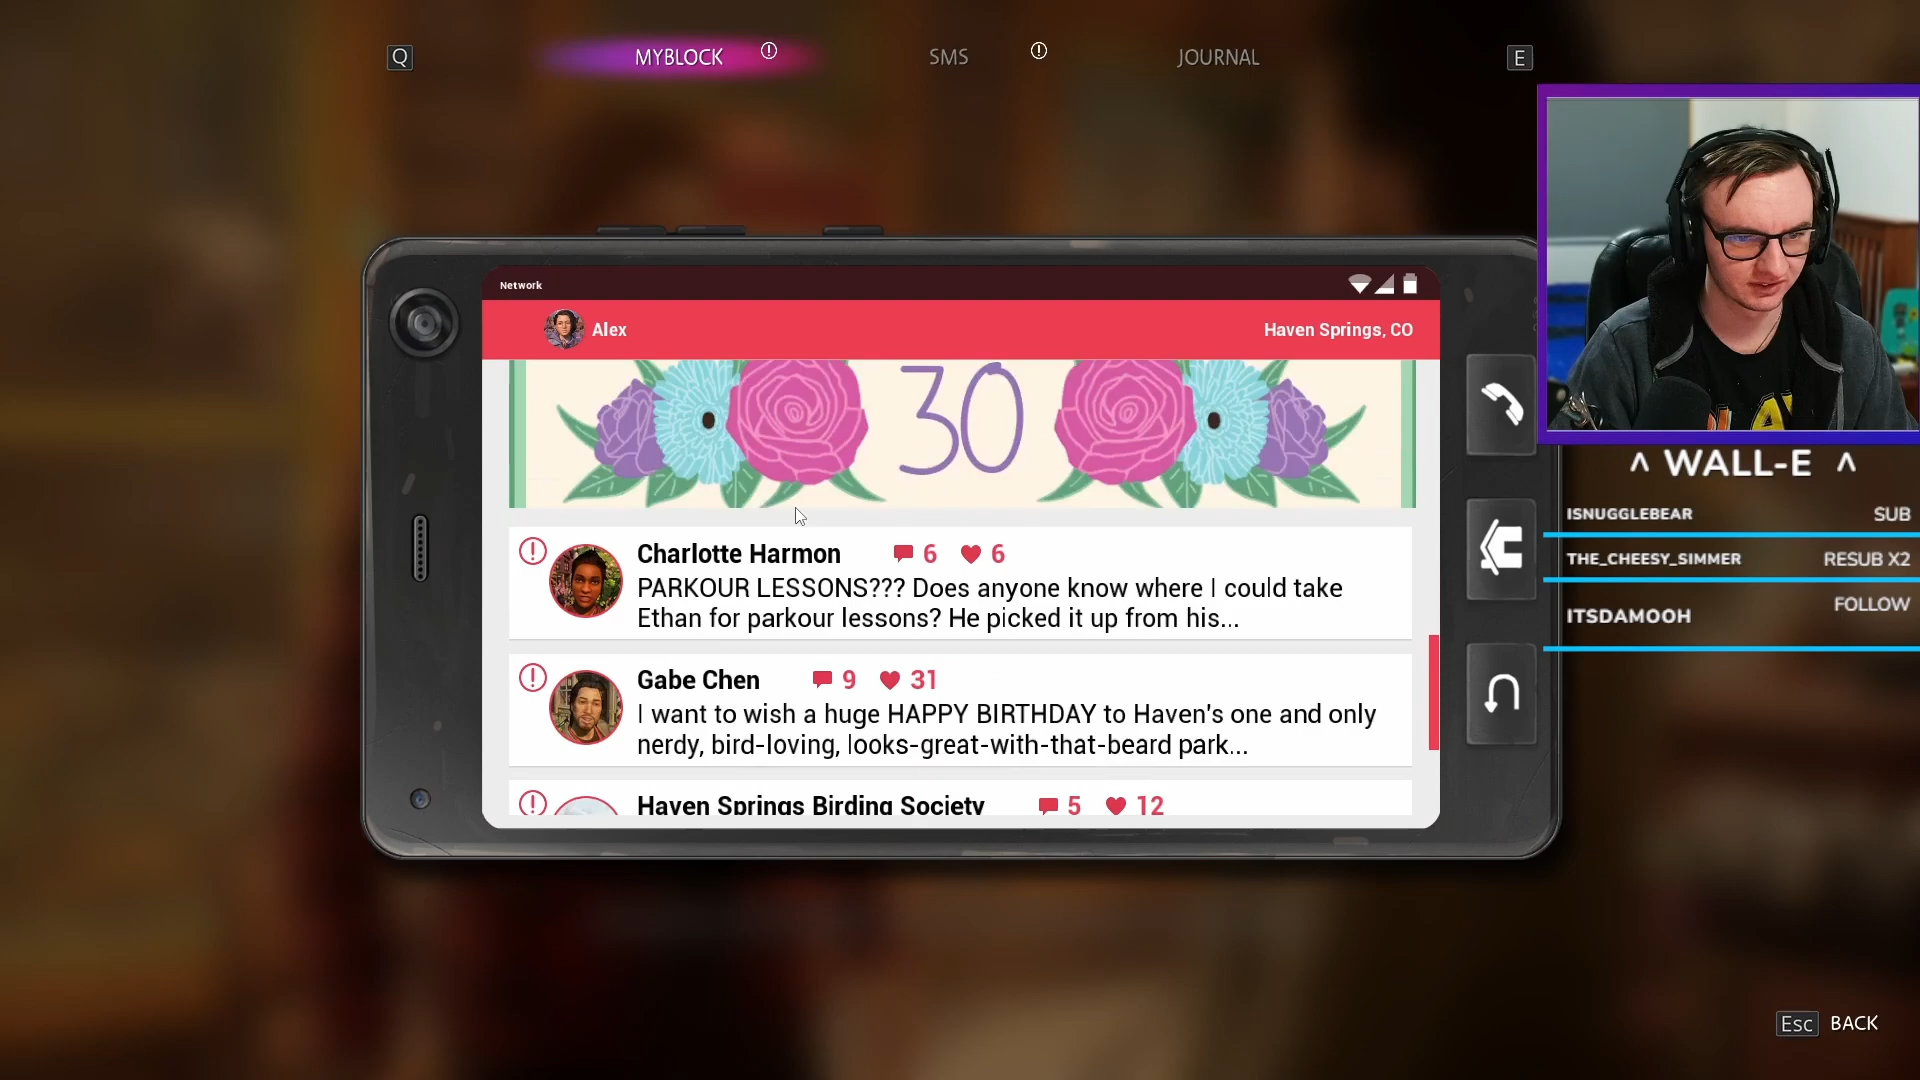 Q
MYBLOCK
SMS
JOURNAL
E
Network
Alex
Haven Springs, CO
30
Charlotte Harmon 6 6
PARKOUR LESSONS??? Does anyone know where I could take
Ethan for parkour lessons? He picked it up from his...
Gabe Chen 9 31
I want to wish a huge HAPPY BIRTHDAY to Haven's one and only
nerdy, bird-loving, looks-great-with-that-beard park...
Haven Springs Birding Society 5 12
^ WALL-E ^
ISNUGGLEBEAR SUB
THE_CHEESY_SIMMER RESUB X2
ITSDAMOOH FOLLOW
Esc BACK